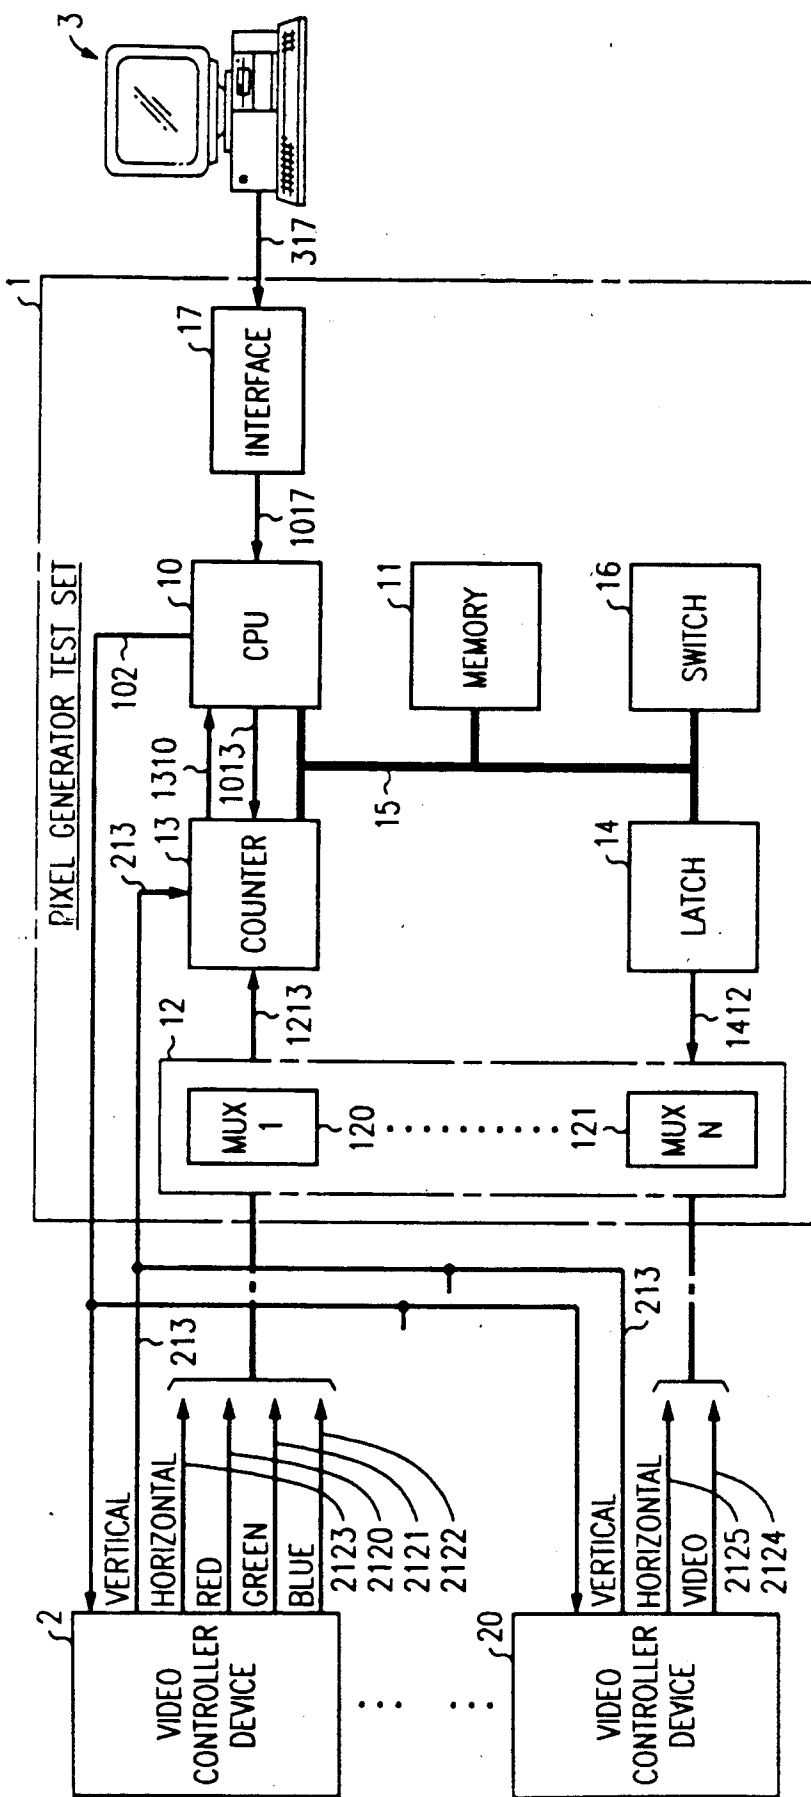 PIXEL GENERATOR TEST SET
1
3
317
INTERFACE
17
1017
CPU
10
102
1310
1013
COUNTER
13
213
15
MEMORY
11
SWITCH
16
LATCH
14
1412
1213
12
MUX
1
120
..........
121
MUX
N
213
213
VERTICAL
HORIZONTAL
RED
GREEN
BLUE
2123
2120
2121
2122
2
VIDEO
CONTROLLER
DEVICE
... ...
VERTICAL
HORIZONTAL
VIDEO
2125
2124
20
VIDEO
CONTROLLER
DEVICE